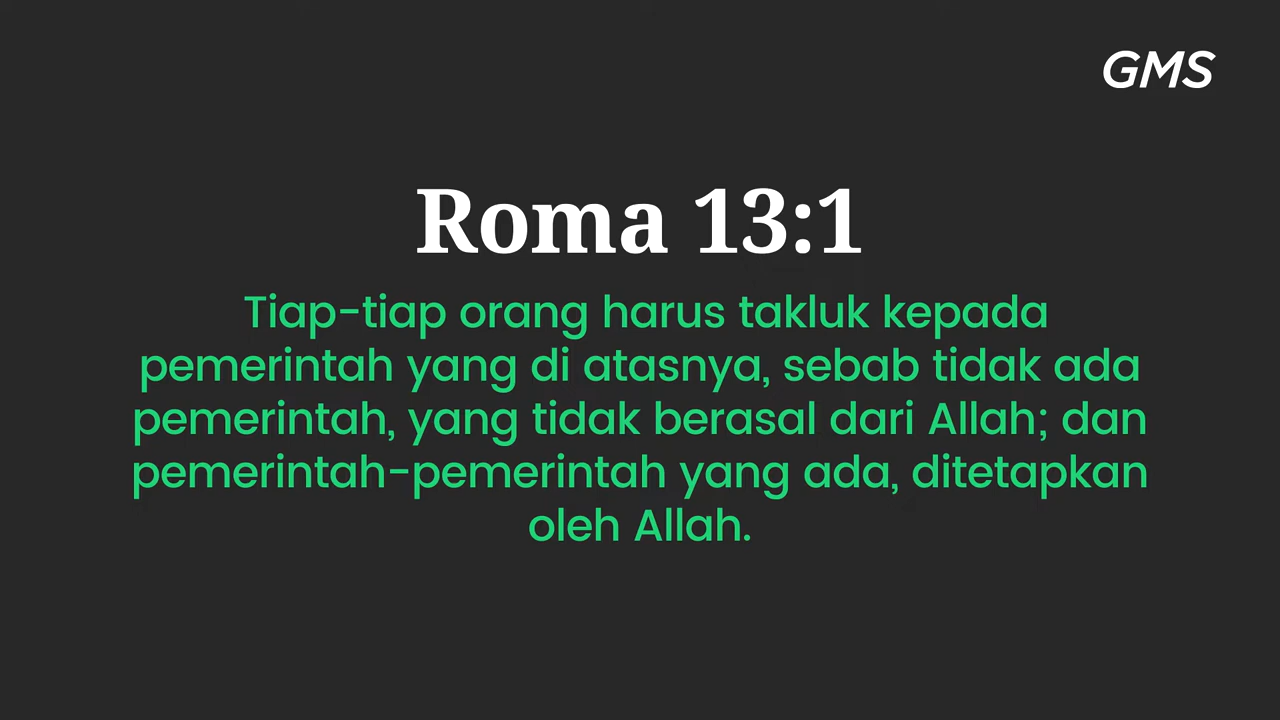 GMS
Roma 13:1
Tiap-tiap orang harus takluk kepada
pemerintah yang di atasnya, sebab tidak ada
pemerintah, yang tidak berasal dari Allah; dan
pemerintah-pemerintah yang ada, ditetapkan
oleh Allah.